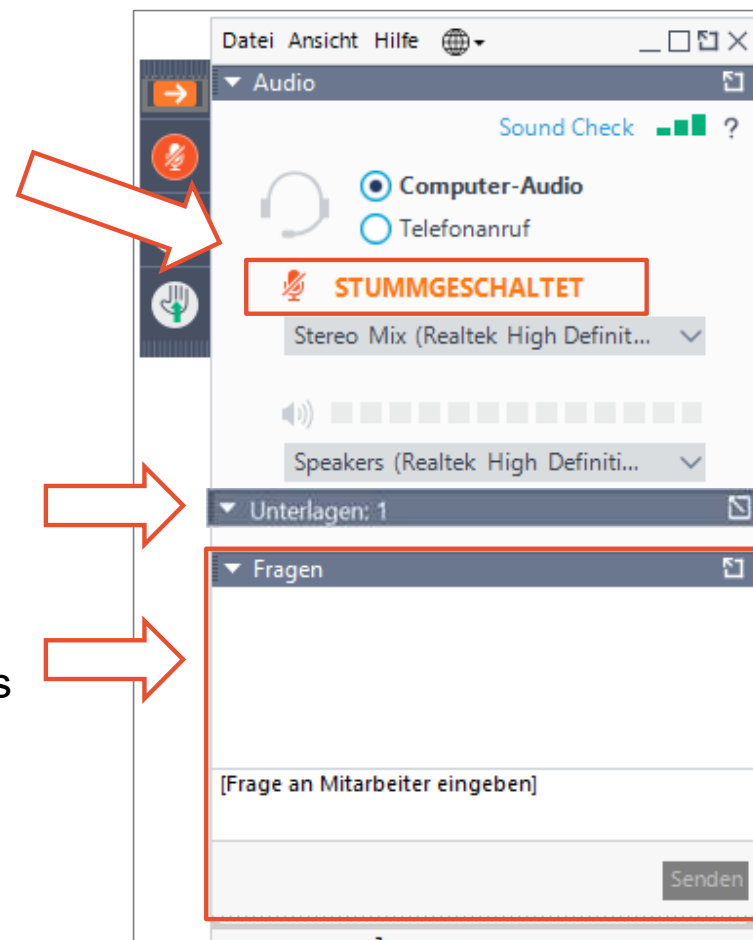 Datei Ansicht Hilfe
Audio
Sound Check ?
Computer-Audio
Telefonanruf
STUMMGESCHALTET
Stereo Mix (Realtek High Definit...
Speakers (Realtek High Definiti...
Unterlagen: 1
Fragen
s
[Frage an Mitarbeiter eingeben]
Senden